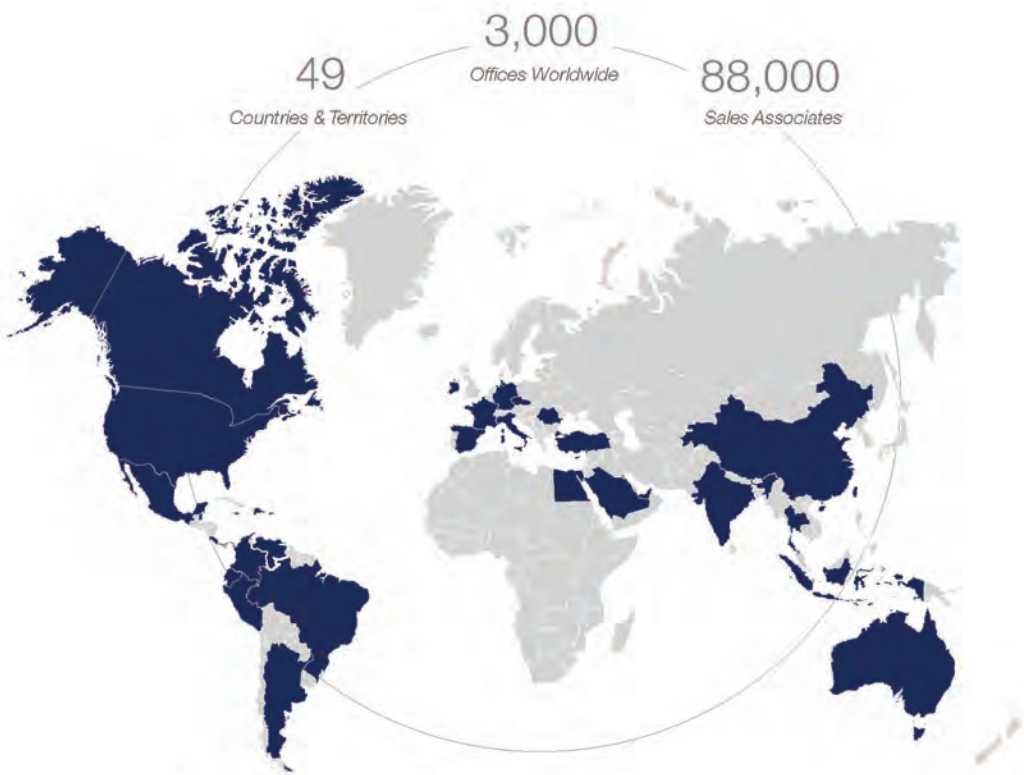 3,000
Offices Worldwide
49
Countries & Territories
88,000
Sales Associates